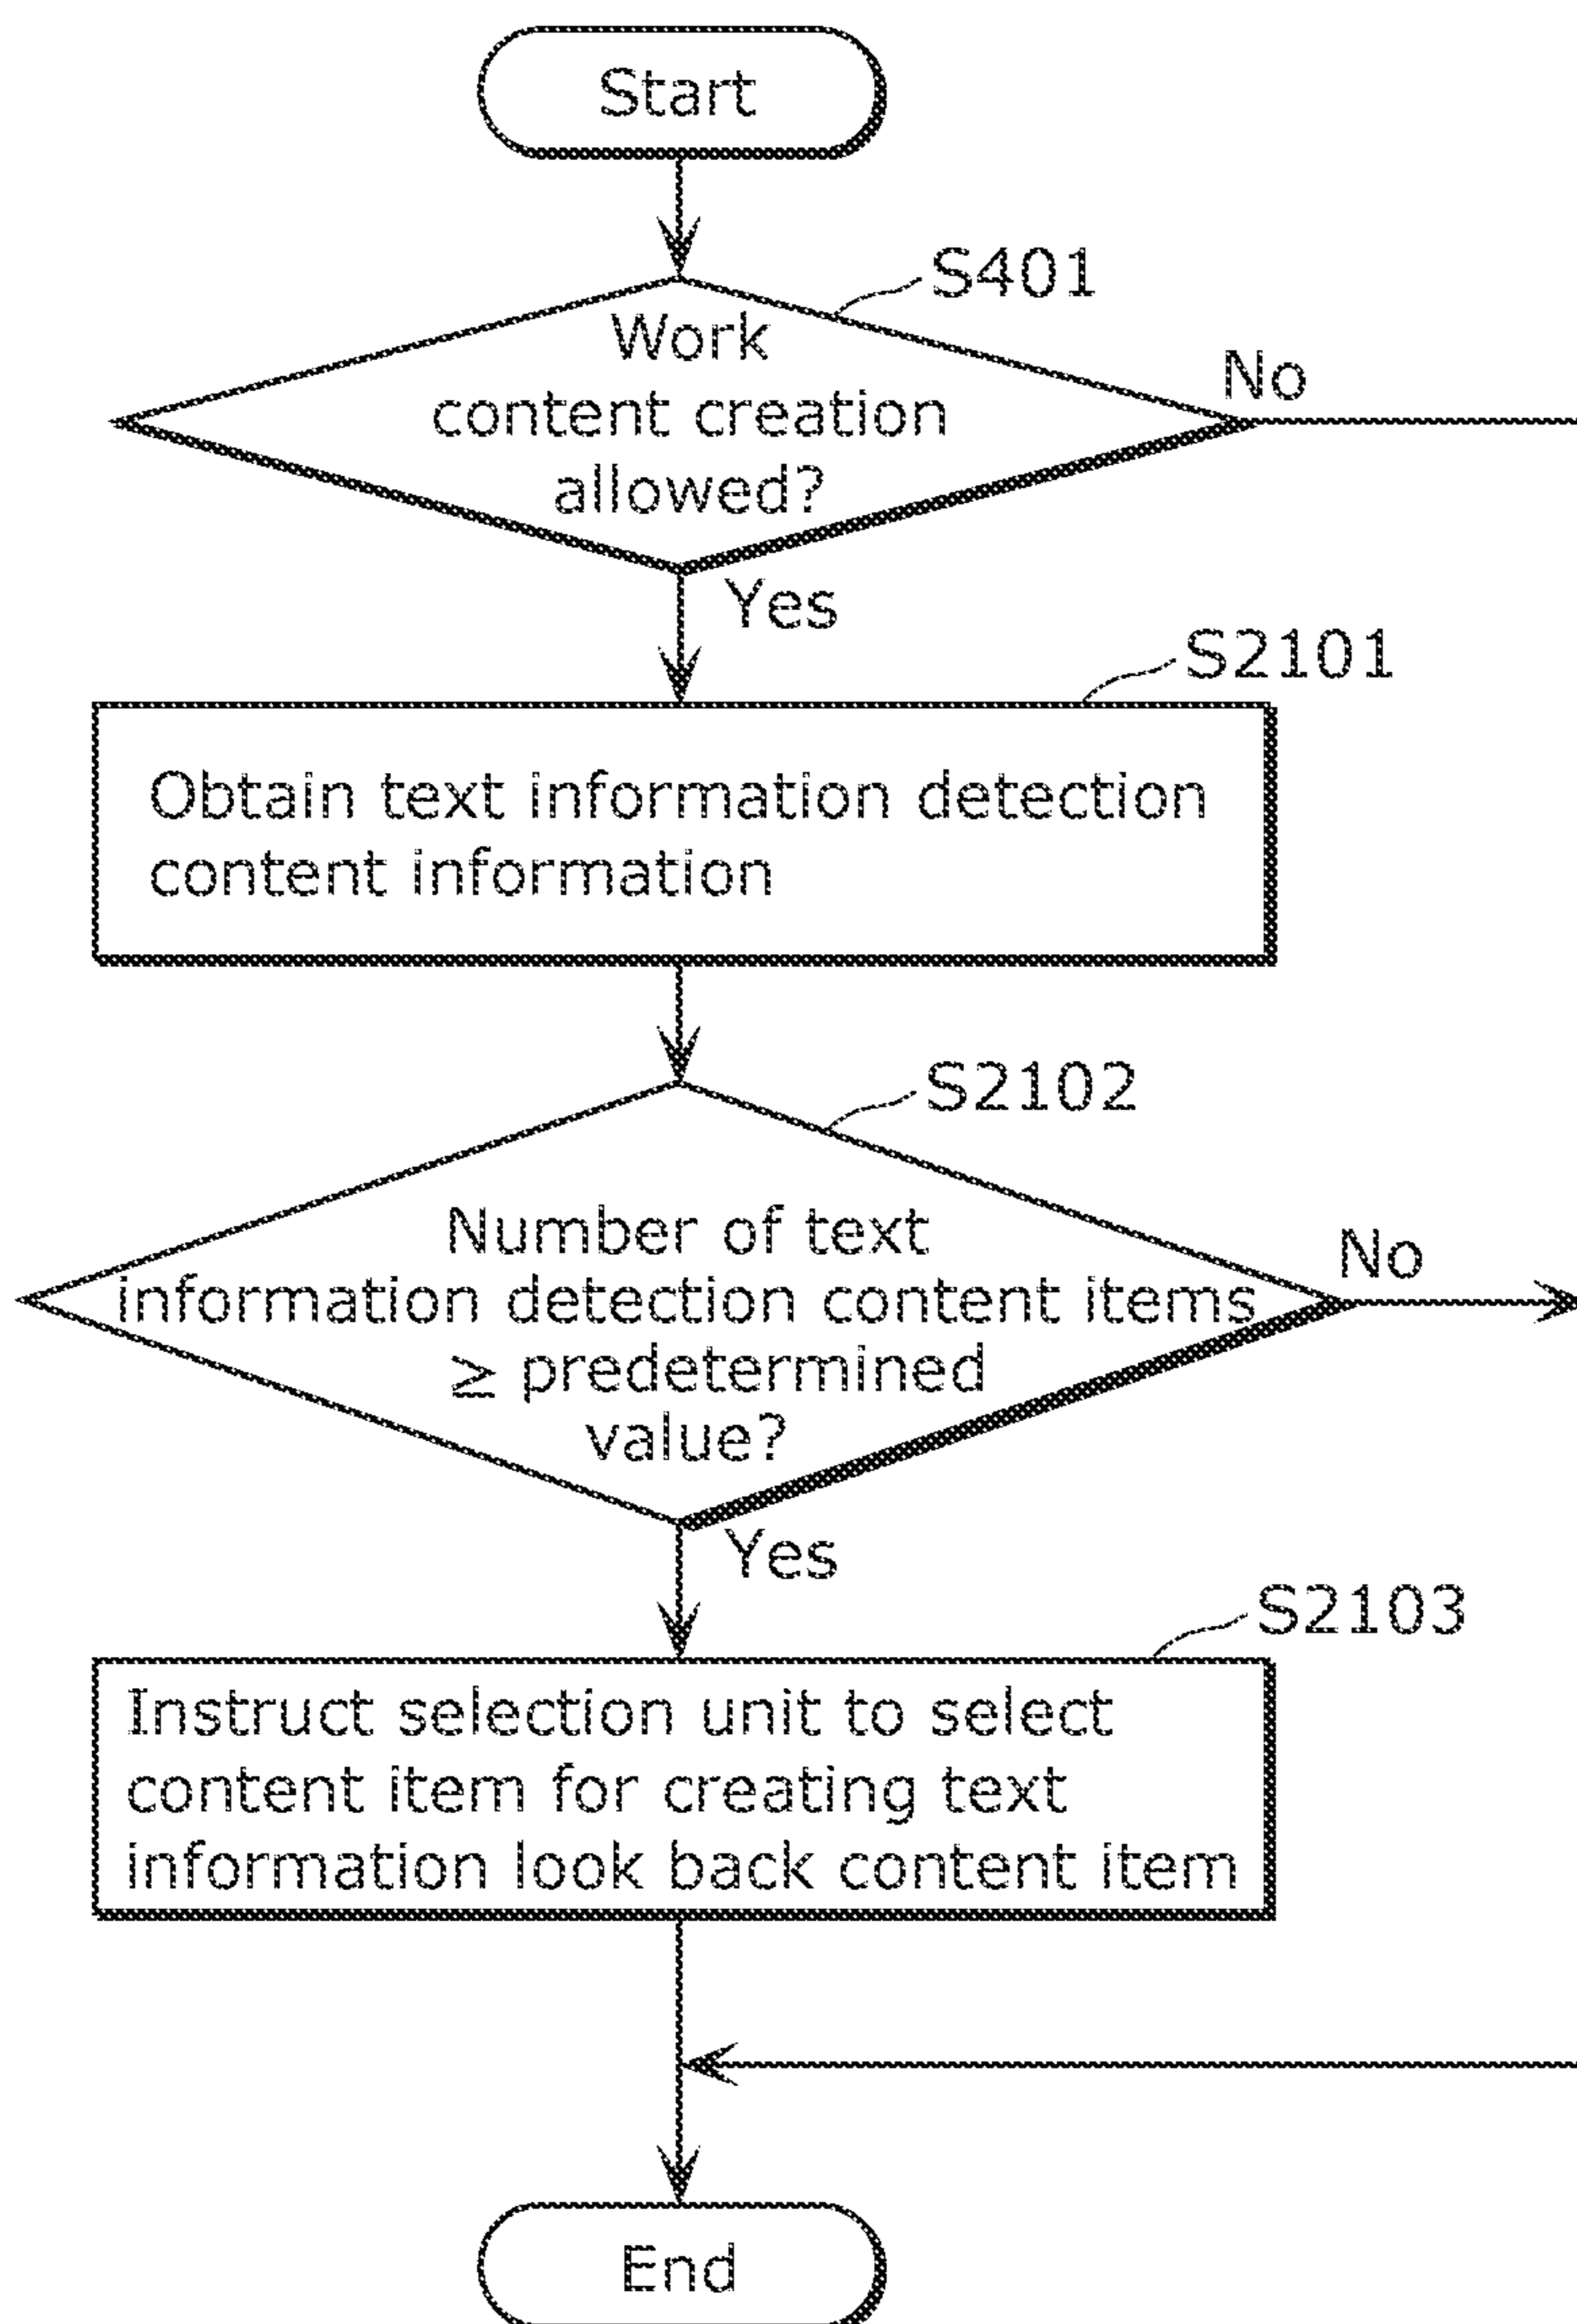 Start
S401
Work
content creation
allowed?
No
Yes
S2101
Obtain text information detection
content information
S2102
Number of text
information detection content items
≥ predetermined
value?
No
Yes
S2103
Instruct selection unit to select
content item for creating text
information look back content item
End